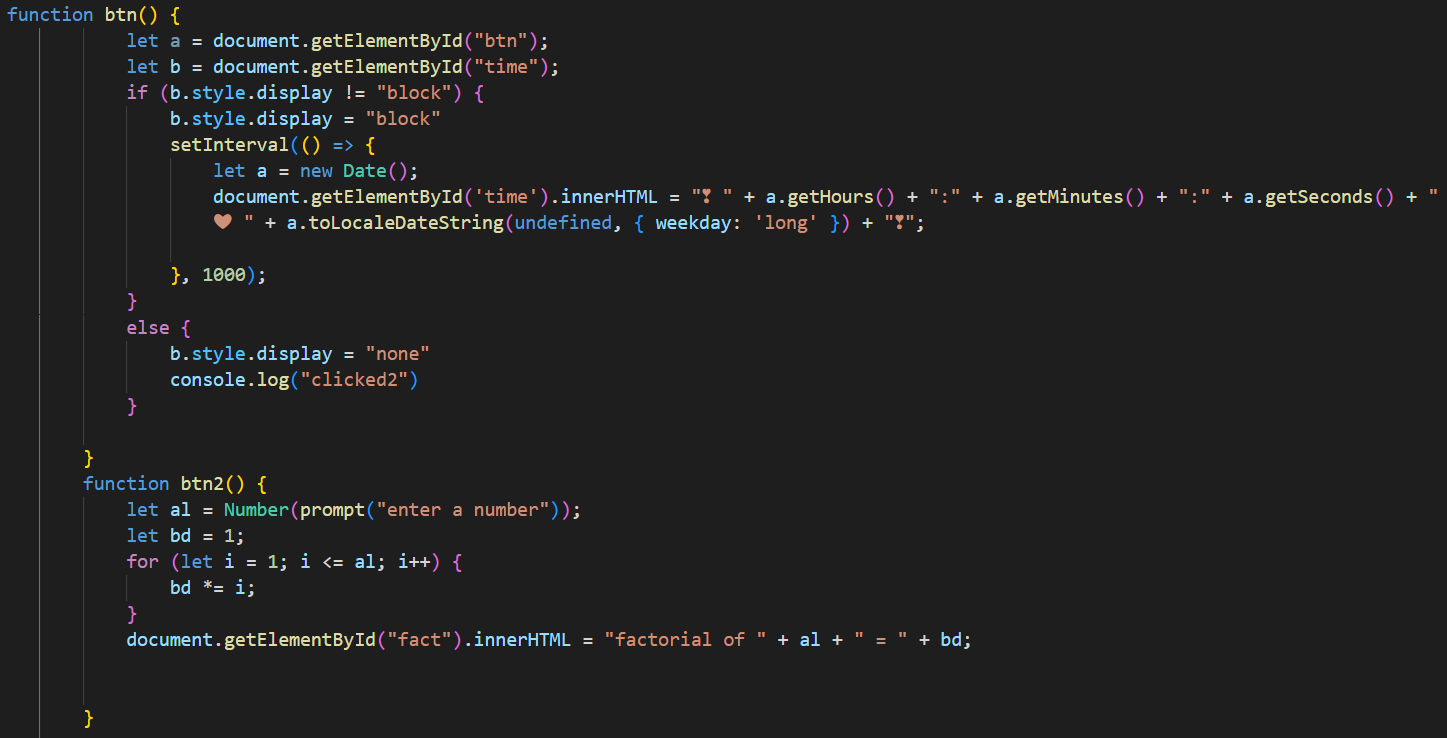 function btn() {
let a = document.getElementById("btn");
let b = document.getElementById("time");
if (b.style.display != "block") {
b.style.display = "block"
setInterval(() => {
let a = new Date();
document.getElementById('time').innerHTML = "❣ " + a.getHours() + ":" + a.getMinutes() + ":" + a.getSeconds() + "
♥ " + a.toLocaleDateString(undefined, { weekday: 'long' }) + "❣";
}, 1000);
}
else {
b.style.display = "none"
console.log("clicked2")
}
}
function btn2() {
let al = Number(prompt("enter a number"));
let bd = 1;
for (let i = 1; i <= al; i++) {
bd *= i;
}
document.getElementById("fact").innerHTML = "factorial of " + al + " = " + bd;
}